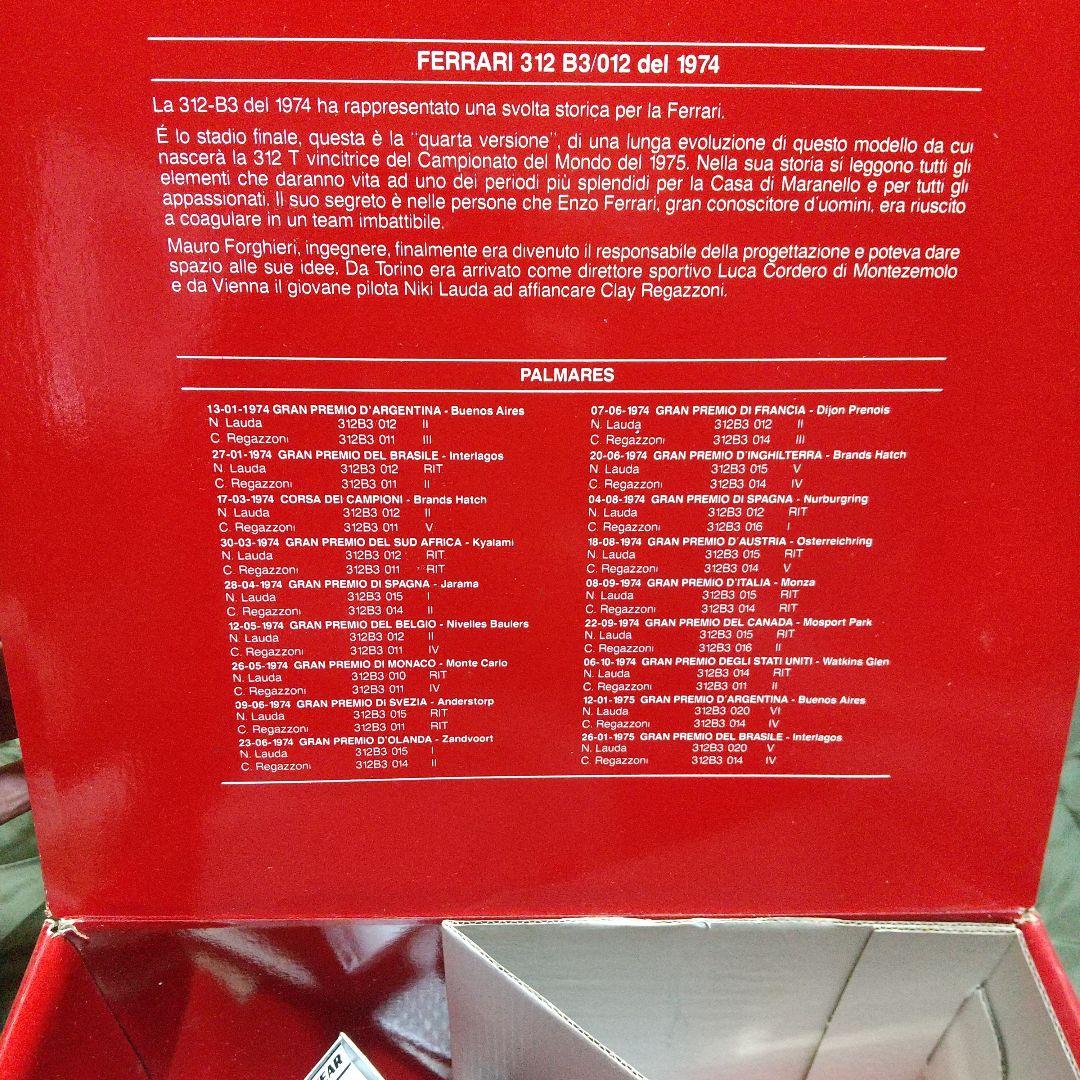 FERRARI 312 B3/012 del 1974
La 312-B3 del 1974 ha rappresentato una svolta storica per la Ferrari.
É lo stadio finale, questa è la "quarta versione", di una lunga evoluzione di questo modello da cui
nascerà la 312 T vincitrice del Campionato del Mondo del 1975. Nella sua storia si leggono tutti gli
elementi che daranno vita ad uno dei periodi più splendidi per la Casa di Maranello e per tutti gli
appassionati. Il suo segreto è nelle persone che Enzo Ferrari, gran conoscitore d'uomini, era riuscito
a coagulare in un team imbattibile.
Mauro Forghieri, ingegnere, finalmente era divenuto il responsabile della progettazione e poteva dare
spazio alle sue idee. Da Torino era arrivato come direttore sportivo Luca Cordero di Montezemolo
e da Vienna il giovane pilota Niki Lauda ad affiancare Clay Regazzoni.
PALMARES
13-01-1974 GRAN PREMIO D'ARGENTINA - Buenos Aires
N. Lauda 312B3 012 II
C. Regazzoni 312B3 011 III
27-01-1974 GRAN PREMIO DEL BRASILE - Interlagos
N. Lauda 312B3 012 RIT
C. Regazzoni 312B3 011 II
17-03-1974 CORSA DEI CAMPIONI - Brands Hatch
N. Lauda 312B3 012 II
C. Regazzoni 312B3 011 V
30-03-1974 GRAN PREMIO DEL SUD AFRICA - Kyalami
N. Lauda 312B3 012 RIT.
C. Regazzoni 312B3 011 RIT
28-04-1974 GRAN PREMIO DI SPAGNA - Jarama
N. Lauda 312B3 015 I
C. Regazzoni 312B3 014 II
12-05-1974 GRAN PREMIO DEL BELGIO - Nivelles Baulers
N. Lauda 312B3 012 II
C. Regazzoni 312B3 011 IV
26-05-1974 GRAN PREMIO DI MONACO - Monte Carlo
N. Lauda 312B3 010 RIT
C. Regazzoni 312B3 011 IV
09-06-1974 GRAN PREMIO DI SVEZIA - Anderstorp
N. Lauda 312B3 015 RIT
C. Regazzoni 312B3 011 RIT
23-06-1974 GRAN PREMIO D'OLANDA - Zandvoort
N. Lauda 312B3 015 I
C. Regazzoni 312B3 014 II
07-06-1974 GRAN PREMIO DI FRANCIA - Dijon Prenois
N. Lauda 312B3 012 II
C. Regazzoni 312B3 014 III
20-06-1974 GRAN PREMIO D'INGHILTERRA - Brands Hatch
N. Lauda 312B3 015 V
C. Regazzoni 312B3 014 IV
04-08-1974 GRAN PREMIO DI SPAGNA - Nurburgring
N. Lauda 312B3 012 RIT
C. Regazzoni 312B3 016 I
18-08-1974 GRAN PREMIO D'AUSTRIA - Osterreichring
N. Lauda 312B3 015 RIT
C. Regazzoni 312B3 014 V
08-09-1974 GRAN PREMIO D'ITALIA - Monza
N. Lauda 312B3 015 RIT
C. Regazzoni 312B3 014 RIT
22-09-1974 GRAN PREMIO DEL CANADA - Mosport Park
N. Lauda 312B3 015 RIT
C. Regazzoni 312B3 016 II
06-10-1974 GRAN PREMIO DEGLI STATI UNITI - Watkins Glen
N. Lauda 312B3 014 RIT
C. Regazzoni 312B3 011 II
12-01-1975 GRAN PREMIO D'ARGENTINA - Buenos Aires
N. Lauda 312B3 020 VI
C. Regazzoni 312B3 014 IV
26-01-1975 GRAN PREMIO DEL BRASILE - Interlagos
N. Lauda 312B3 020 V
C. Regazzoni 312B3 014 IV
EAR